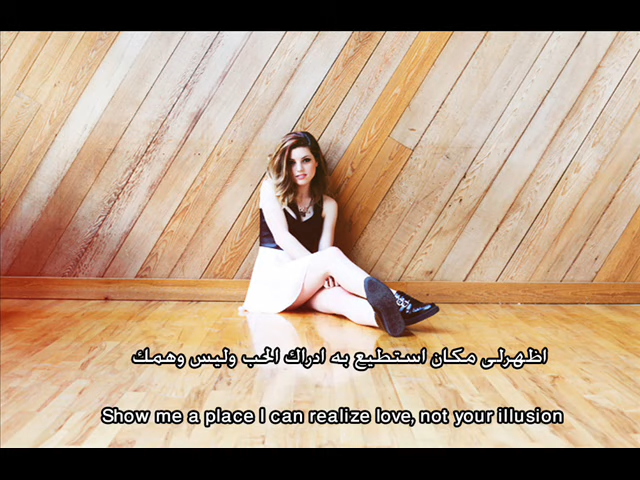 اظهرلى مكان استطيع به ادراك الحب وليس وهمك
Show me a place I can realize love, not your illusion